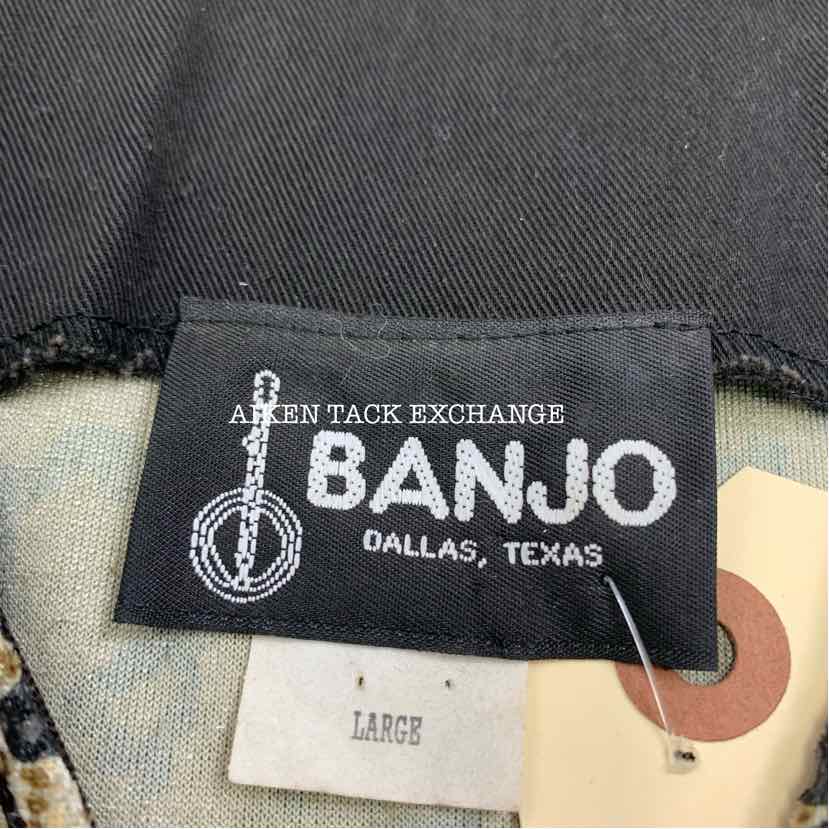 AIKEN TACK EXCHANGE
BANJO
DALLAS, TEXAS
LARGE